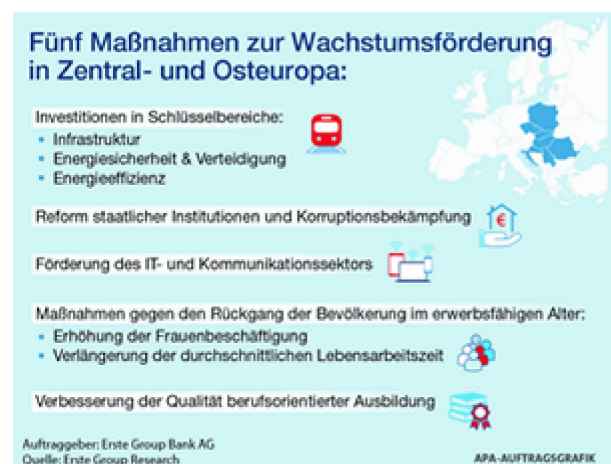 Fünf Maßnahmen zur Wachstumsförderung
in Zentral- und Osteuropa:
Investitionen in Schlüsselbereiche:
• Infrastruktur
• Energiesicherheit & Verteidigung
• Energieeffizienz
Reform staatlicher Institutionen und Korruptionsbekämpfung
€
Förderung des IT- und Kommunikationssektors
Maßnahmen gegen den Rückgang der Bevölkerung im erwerbsfähigen Alter:
• Erhöhung der Frauenbeschäftigung
• Verlängerung der durchschnittlichen Lebensarbeitszeit
Verbesserung der Qualität berufsorientierter Ausbildung
Auftraggeber: Erste Group Bank AG
Quelle: Erste Group Research
APA-AUFTRAGSGRAFIK